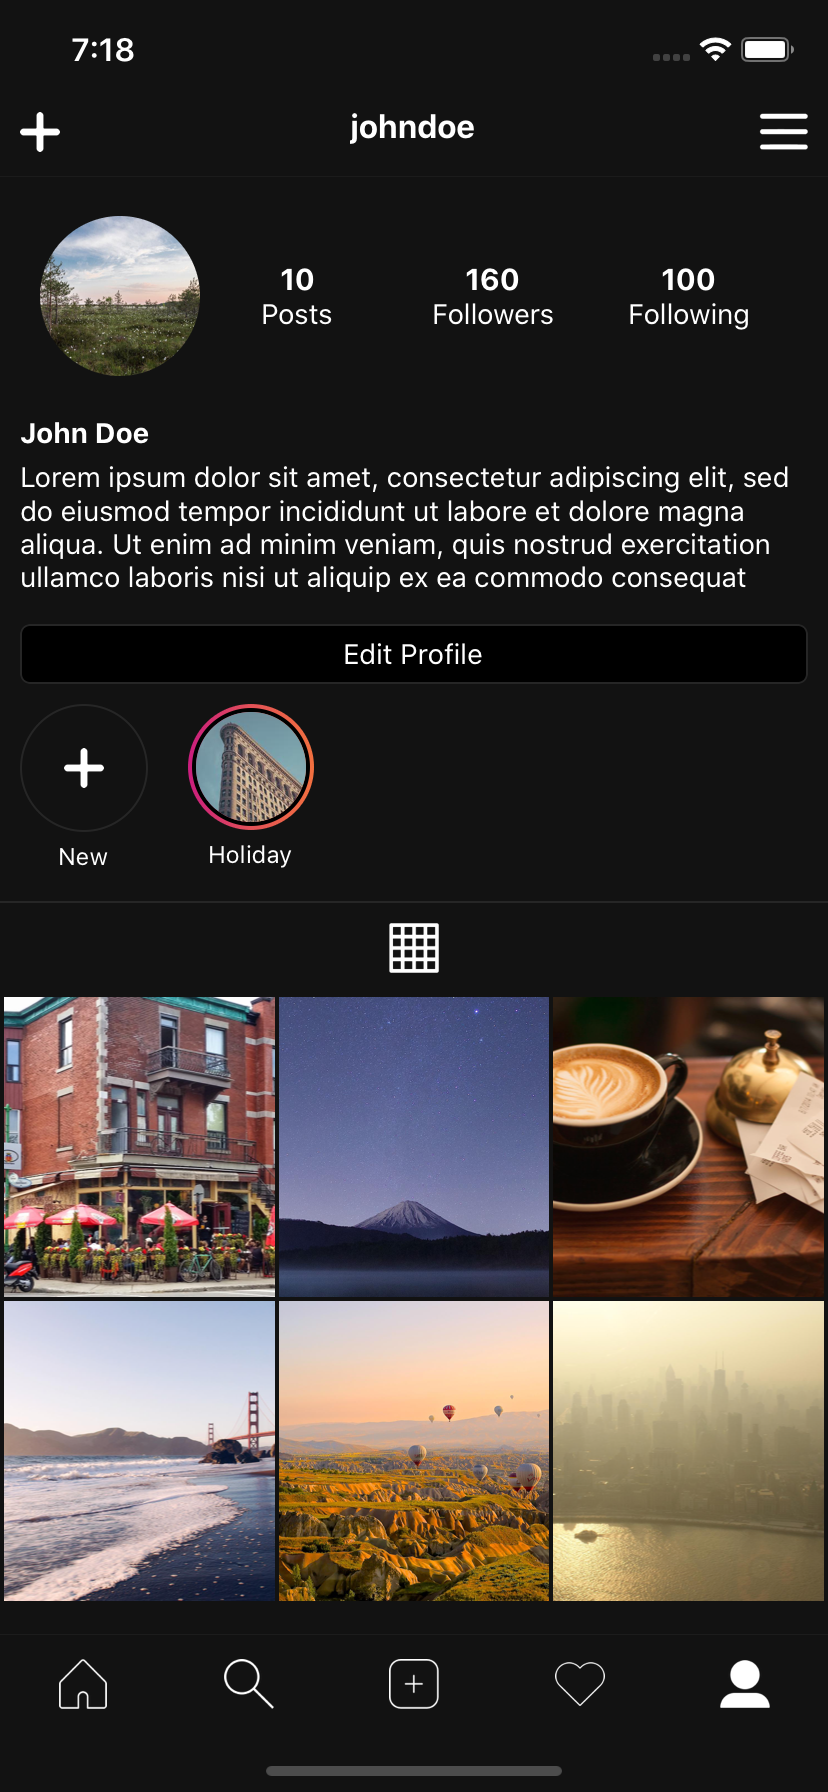 7:18
johndoe
10 160 100
Posts Followers Following
John Doe
Lorem ipsum dolor sit amet, consectetur adipiscing elit, sed
do eiusmod tempor incididunt ut labore et dolore magna
aliqua. Ut enim ad minim veniam, quis nostrud exercitation
ullamco laboris nisi ut aliquip ex ea commodo consequat
Edit Profile
New Holiday